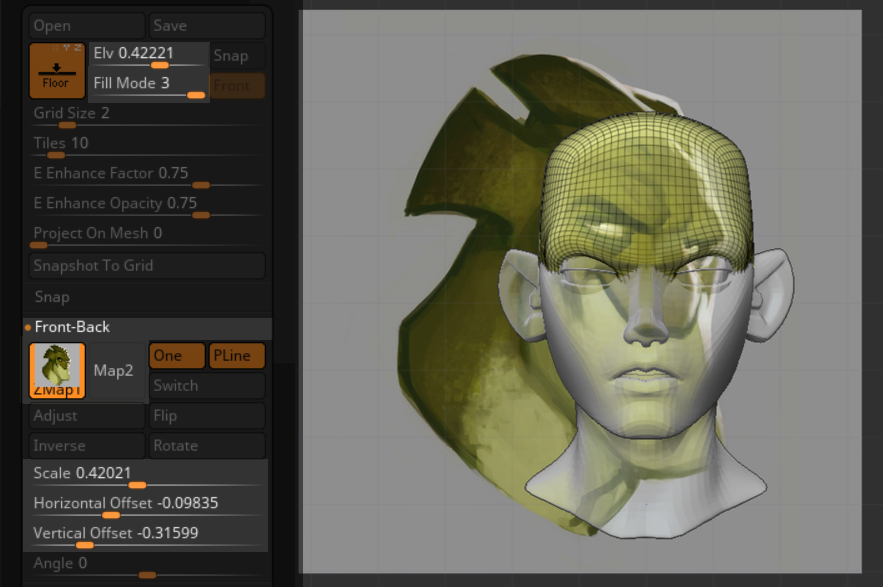 Open Save
X Y Z
Floor
Elv 0.42221
Snap
Fill Mode 3
Front
Grid Size 2
Tiles 10
E Enhance Factor 0.75
E Enhance Opacity 0.75
Project On Mesh 0
Snapshot To Grid
Snap
Front-Back
ZMap1
Map2
One PLine
Switch
Adjust Flip
Inverse Rotate
Scale 0.42021
Horizontal Offset -0.09835
Vertical Offset -0.31599
Angle 0